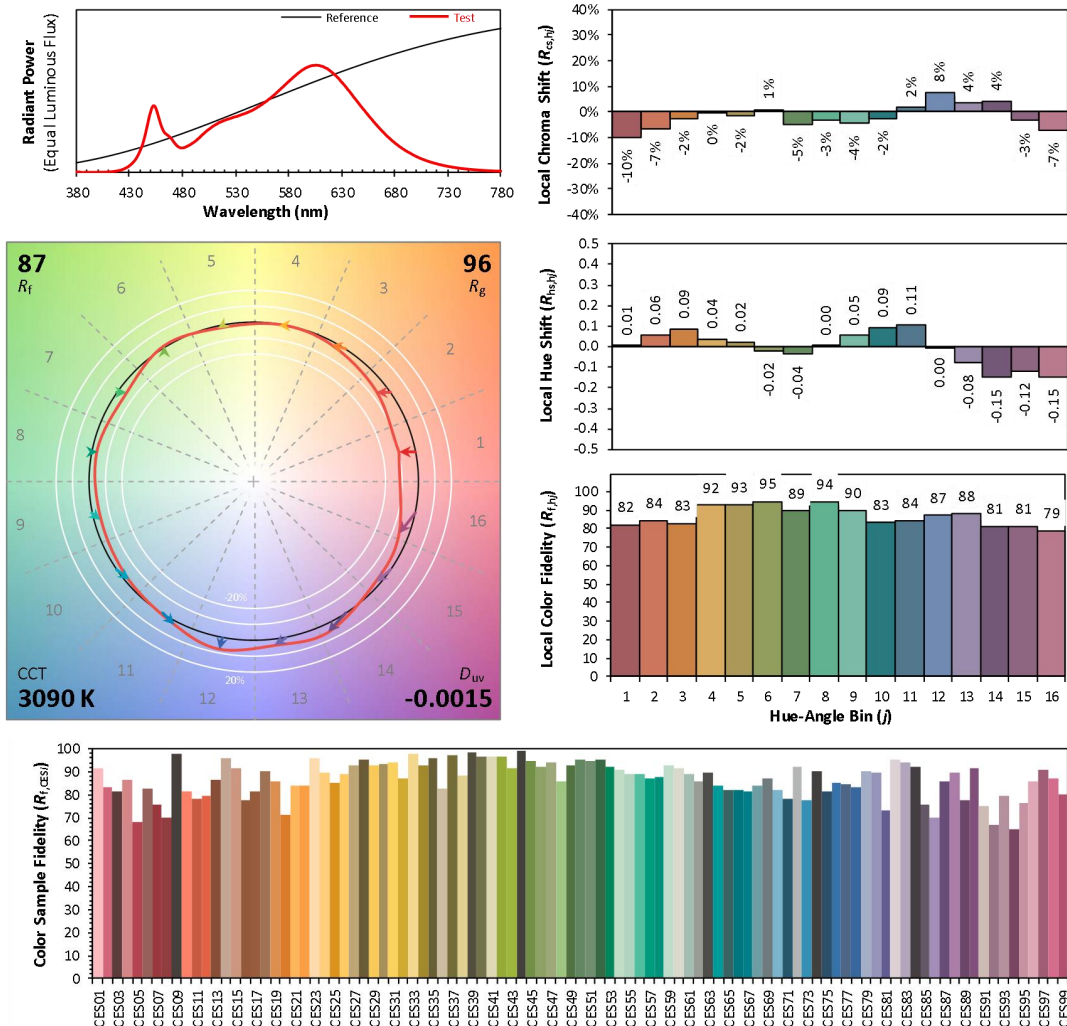 Reference
Test
Radiant Power
(Equal Luminous Flux)
380 430 480 530 580 630 680 730 780
Wavelength (nm)
Local Chroma Shift (Rcs,hj)
40%
30%
20%
10%
0%
-10%
-20%
-30%
-40%
-10% -7% -2% 0% -2% 1% -5% -3% -4% -2% 2% 8% 4% 4% -3% -7%
87
Rf
96
Rg
5 4
6 3
7 2
8 1
9 16
10 15
11 14
12 13
-20%
20%
CCT
3090 K
Duv
-0.0015
Local Hue Shift (Rhs,hj)
0.5
0.4
0.3
0.2
0.1
0.0
-0.1
-0.2
-0.3
-0.4
-0.5
0.01 0.06 0.09 0.04 0.02 -0.02 -0.04 0.00 0.05 0.09 0.11 0.00 -0.08 -0.15 -0.12 -0.15
Local Color Fidelity (Rf,hj)
100
90
80
70
60
50
40
30
20
10
0
82 84 83 92 93 95 89 94 90 83 84 87 88 81 81 79
1 2 3 4 5 6 7 8 9 10 11 12 13 14 15 16
Hue-Angle Bin (j)
Color Sample Fidelity (Rf,CESi)
100
90
80
70
60
50
40
30
20
10
0
CES01 CES03 CES05 CES07 CES09 CES11 CES13 CES15 CES17 CES19 CES21 CES23 CES25 CES27 CES29 CES31 CES33 CES35 CES37 CES39 CES41 CES43 CES45 CES47 CES49 CES51 CES53 CES55 CES57 CES59 CES61 CES63 CES65 CES67 CES69 CES71 CES73 CES75 CES77 CES79 CES81 CES83 CES85 CES87 CES89 CES91 CES93 CES95 CES97 CES99